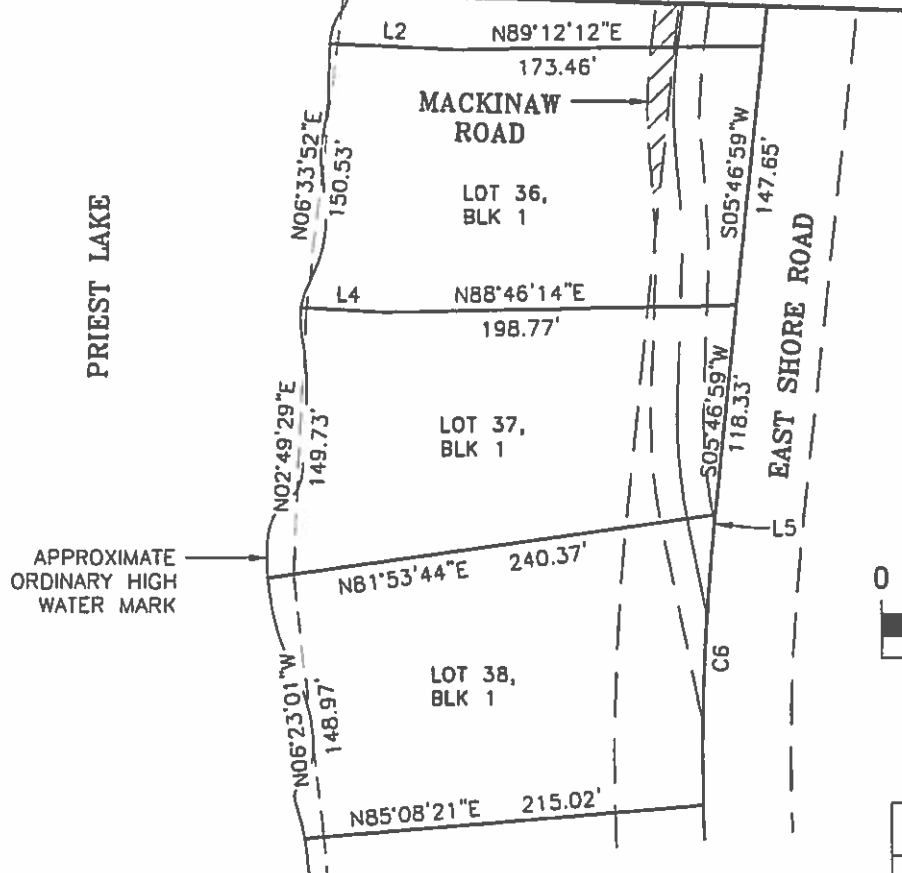 L2
N89°12'12"E
173.46'
MACKINAW
ROAD
N06°33'52"E
150.53'
S05°46'59"W
147.65'
LOT 36,
BLK 1
PRIEST LAKE
EAST SHORE ROAD
L4
N88°46'14"E
198.77'
S05°46'59"W
118.33'
N02°49'29"E
149.73'
LOT 37,
BLK 1
L5
APPROXIMATE
ORDINARY HIGH
WATER MARK
N81°53'44"E
240.37'
0
C6
LOT 38,
BLK 1
N06°23'01"W
148.97'
N85°08'21"E
215.02'